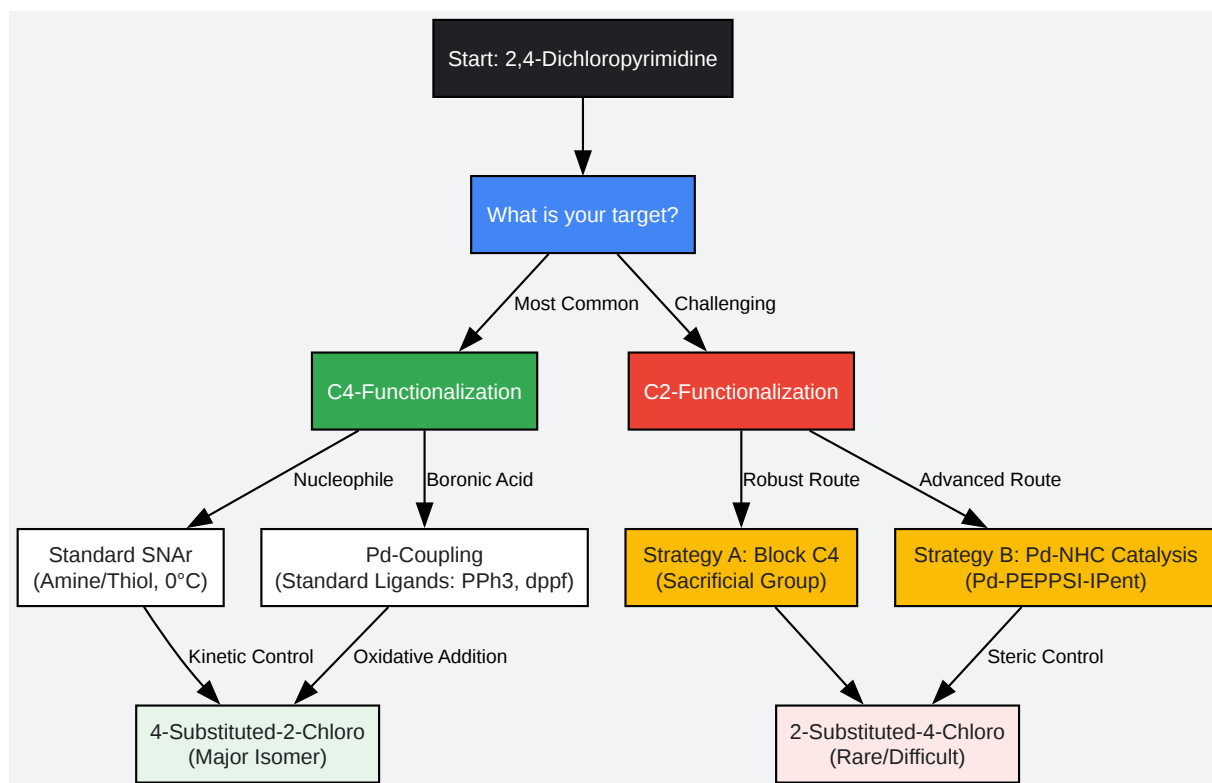 Start: 2,4-Dichloropyrimidine
What is your target?
Most Common
Challenging
C4-Functionalization
C2-Functionalization
Nucleophile
Boronic Acid
Robust Route
Advanced Route
Standard SNAr
(Amine/Thiol, 0°C)
Pd-Coupling
(Standard Ligands: PPh3, dppf)
Strategy A: Block C4
(Sacrificial Group)
Strategy B: Pd-NHC Catalysis
(Pd-PEPPSI-IPent)
Kinetic Control
Oxidative Addition
Steric Control
4-Substituted-2-Chloro
(Major Isomer)
2-Substituted-4-Chloro
(Rare/Difficult)